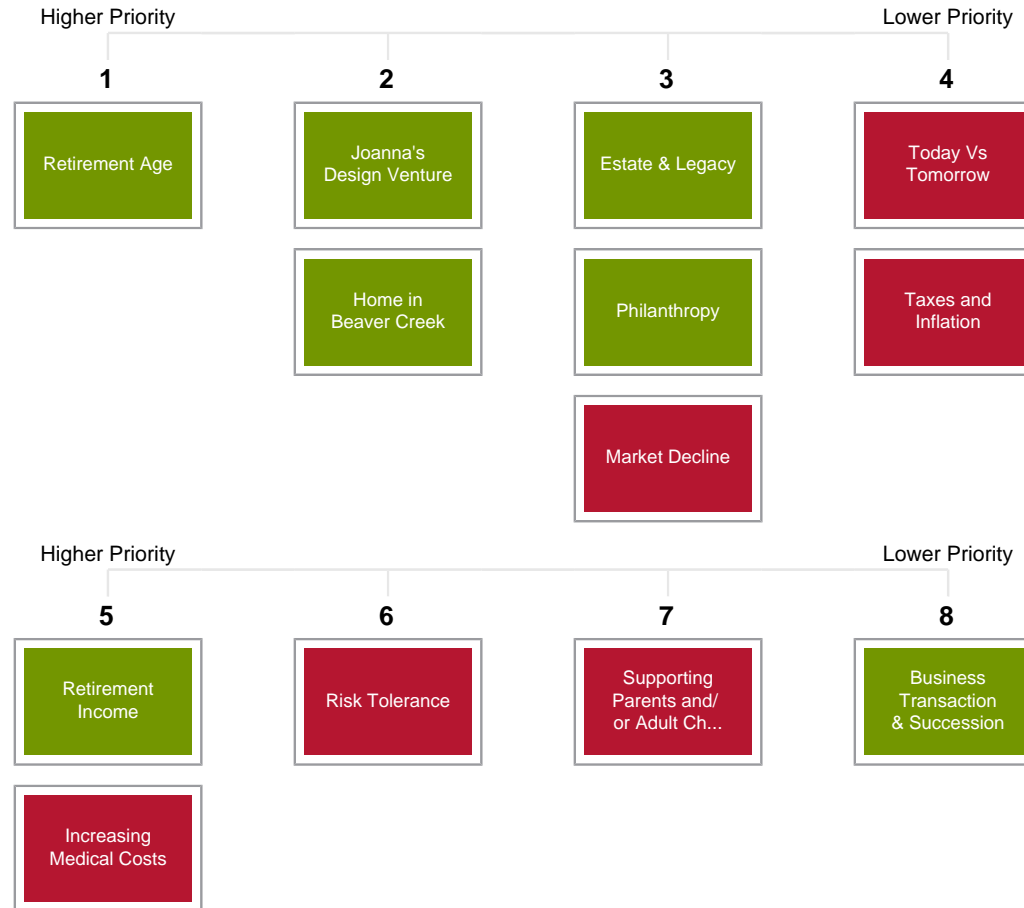 Higher Priority
Lower Priority
1
2
3
4
Retirement Age
Joanna's
Design Venture
Estate & Legacy
Today Vs
Tomorrow
Home in
Beaver Creek
Philanthropy
Taxes and
Inflation
Market Decline
Higher Priority
Lower Priority
5
6
7
8
Retirement
Income
Risk Tolerance
Supporting
Parents and/
or Adult Ch...
Business
Transaction
& Succession
Increasing
Medical Costs